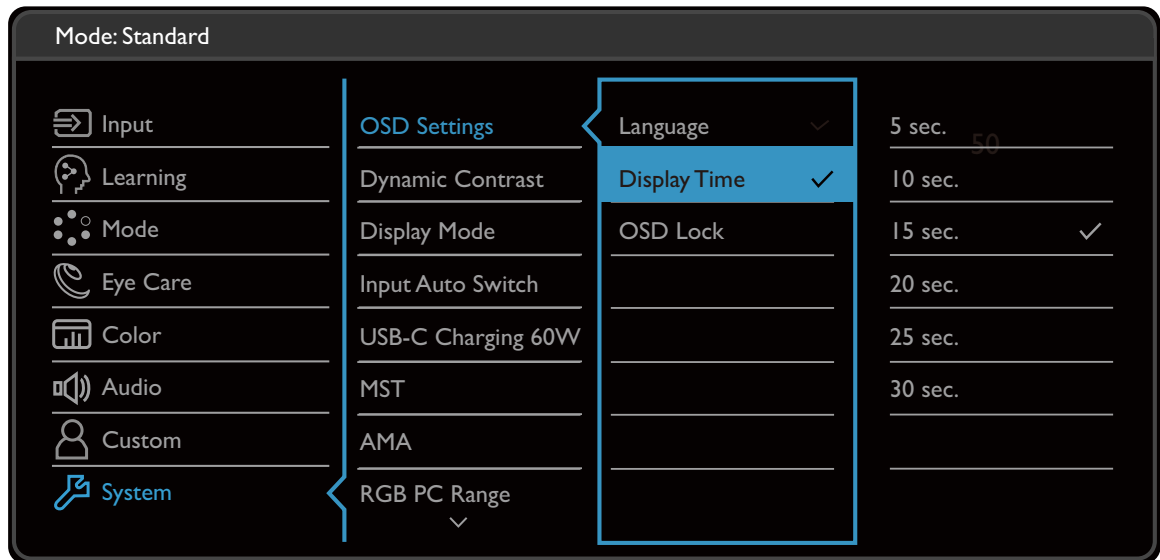 Mode: Standard
Input
Learning
Mode
Eye Care
Color
Audio
Custom
System
OSD Settings
Dynamic Contrast
Display Mode
Input Auto Switch
USB-C Charging 60W
MST
AMA
RGB PC Range
Language
Display Time
OSD Lock
5 sec.
50
10 sec.
15 sec.
20 sec.
25 sec.
30 sec.